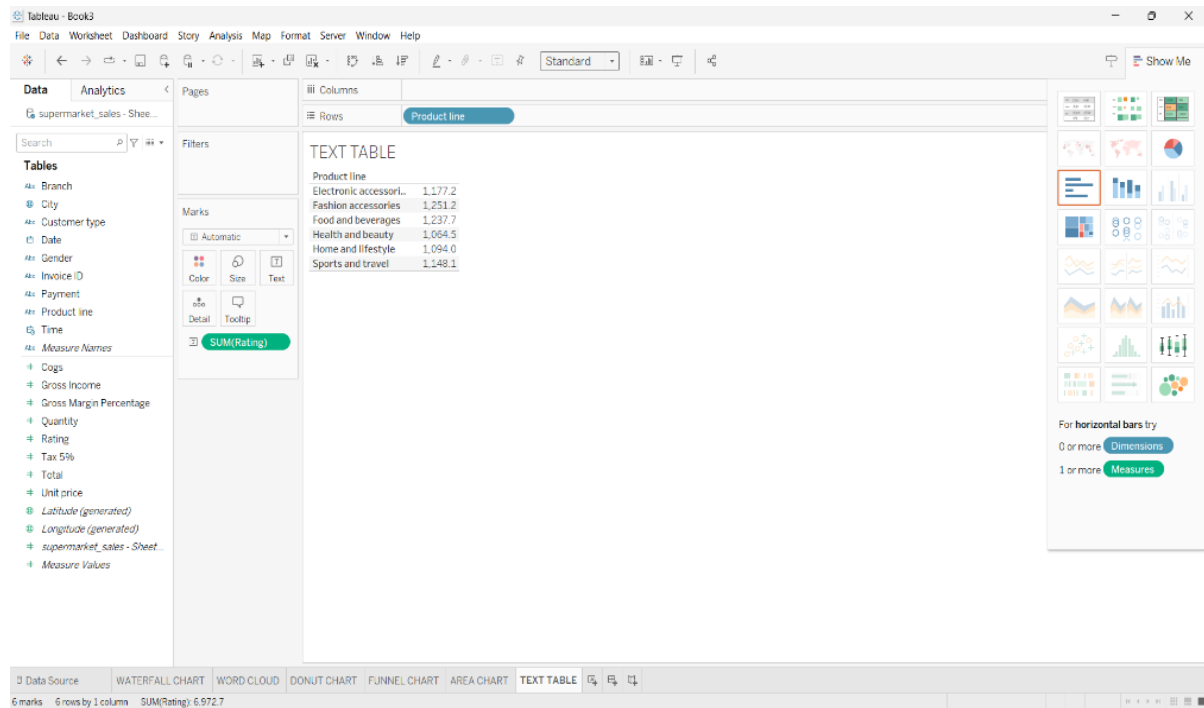 Tableau - Book3
File Data Worksheet Dashboard Story Analysis Map Format Server Window Help
Standard
Show Me
Data Analytics
supermarket_sales - Shee...
Search
Tables
Abc Branch
City
Abc Customer type
Date
Abc Gender
Abc Invoice ID
Abc Payment
Abc Product line
Time
Abc Measure Names
Cogs
Gross Income
Gross Margin Percentage
Quantity
Rating
Tax 5%
Total
Unit price
Latitude (generated)
Longitude (generated)
supermarket_sales - Sheet...
Measure Values
Pages
Filters
Marks
Automatic
Color Size Text
Detail Tooltip
SUM(Rating)
Columns
Rows Product line
TEXT TABLE
Product line
Electronic accessori.. 1,177.2
Fashion accessories 1,251.2
Food and beverages 1,237.7
Health and beauty 1,064.5
Home and lifestyle 1,094.0
Sports and travel 1,148.1
For horizontal bars try
0 or more Dimensions
1 or more Measures
Data Source WATERFALL CHART WORD CLOUD DONUT CHART FUNNEL CHART AREA CHART TEXT TABLE
6 marks 6 rows by 1 column SUM(Rating): 6,972.7